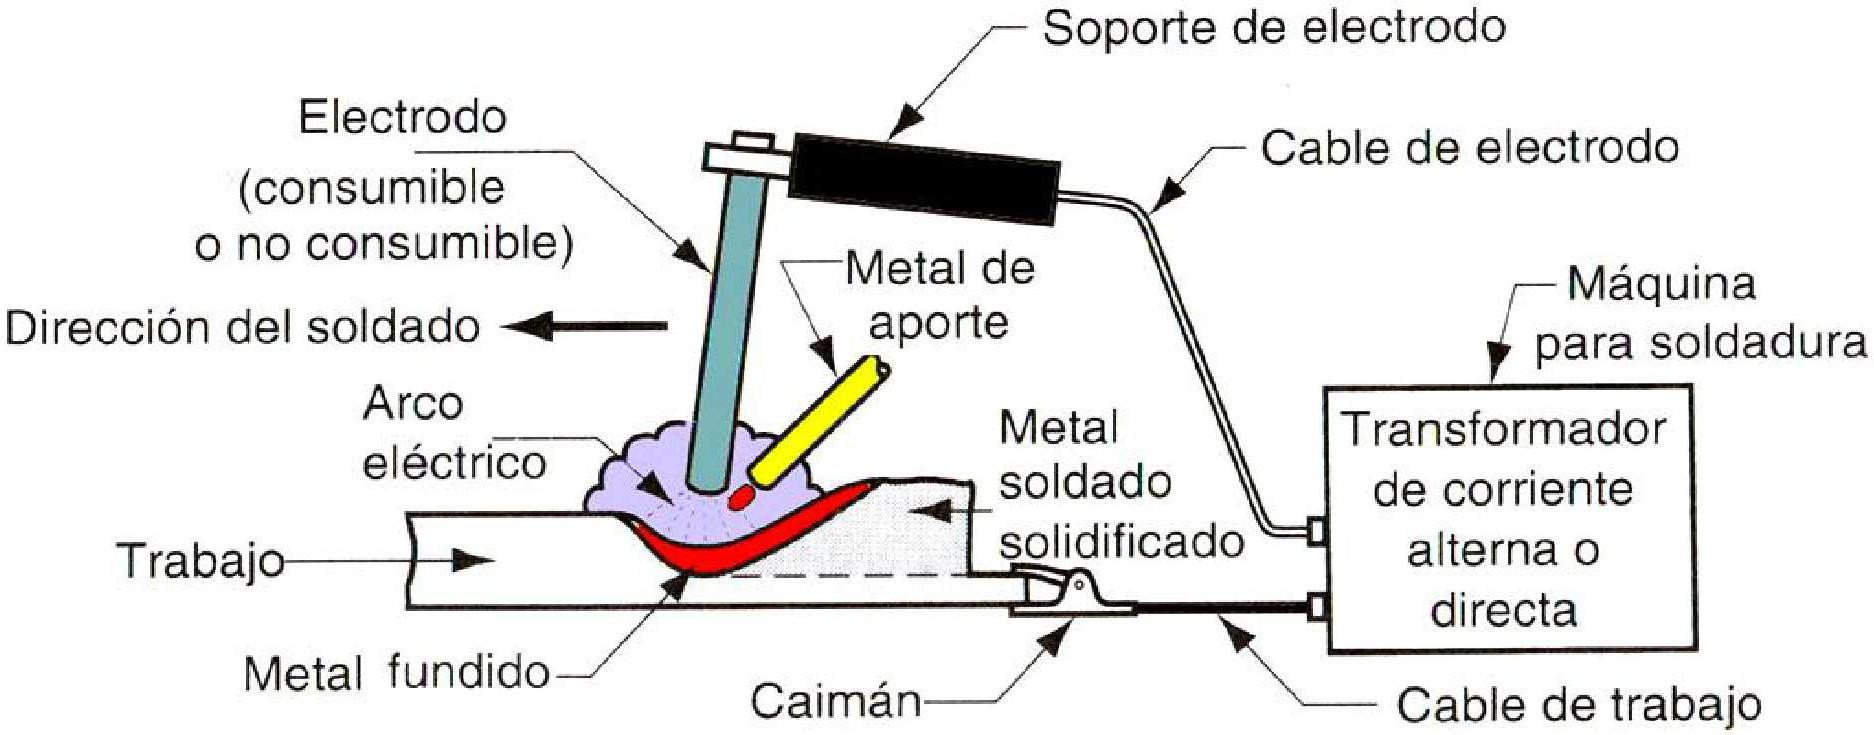 Soporte de electrodo
Electrodo
(consumible
o no consumible)
Cable de electrodo
Metal de
aporte
Dirección del soldado
Máquina
para soldadura
Arco
eléctrico
Metal
soldado
solidificado
Transformador
de corriente
alterna o
directa
Trabajo
Metal fundido
Caimán
Cable de trabajo